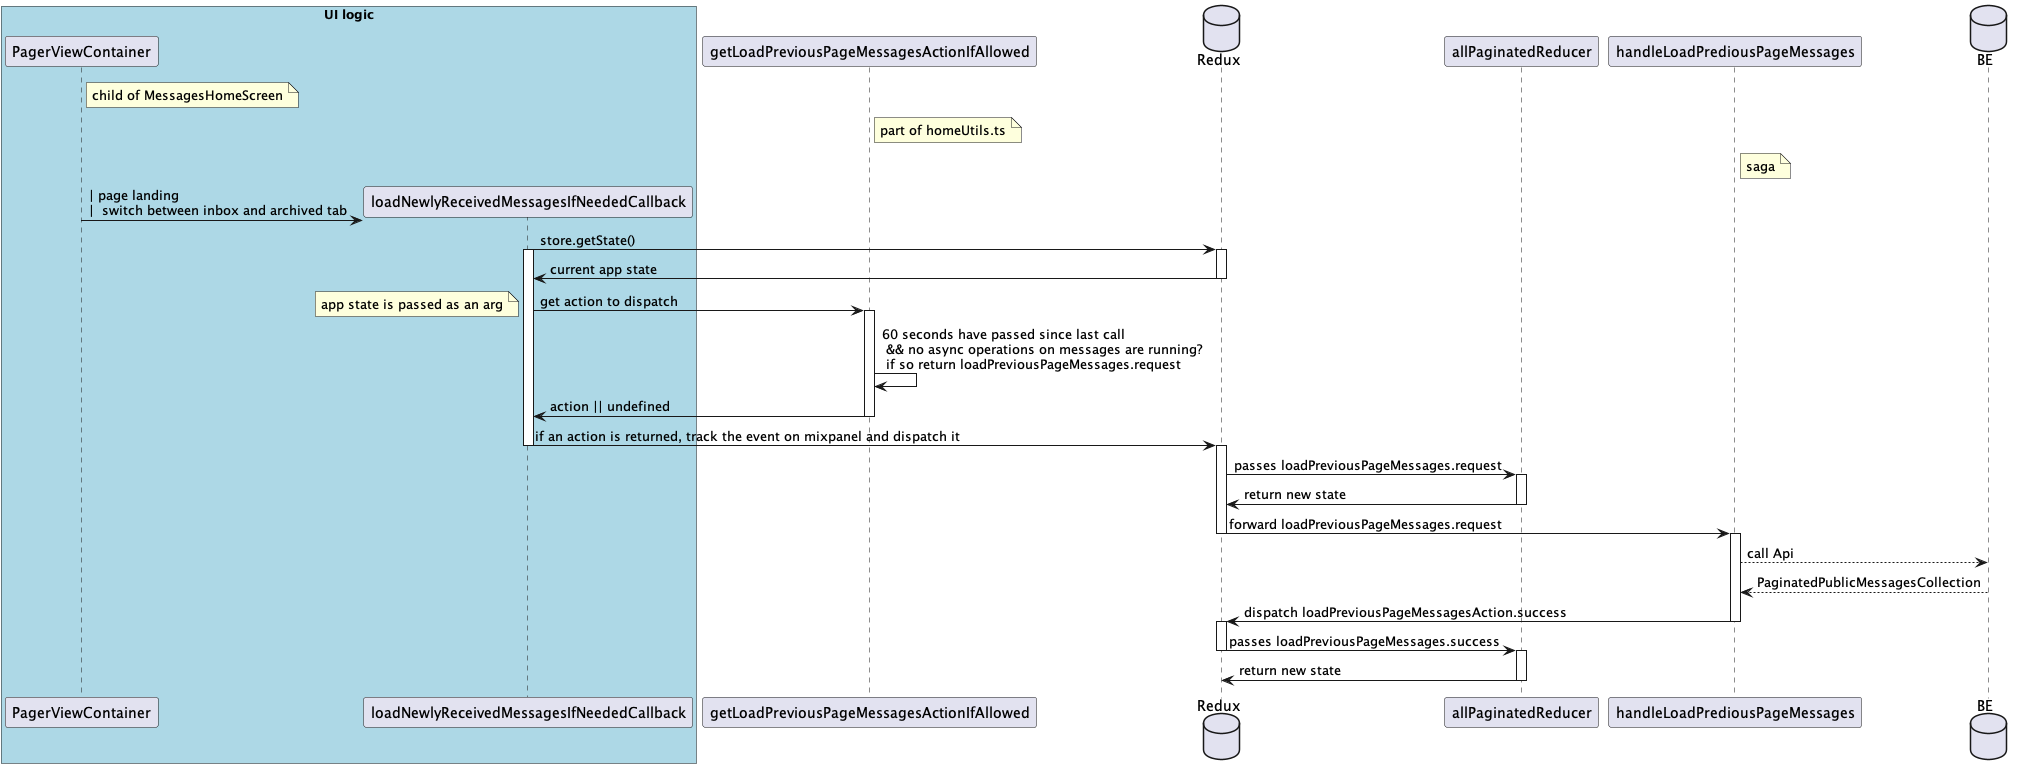 UI logic
PagerViewContainer
getLoadPreviousPageMessagesActionIfAllowed
Redux
allPaginatedReducer
handleLoadPrediousPageMessages
BE
child of MessagesHomeScreen
part of homeUtils.ts
saga
| page landing
| switch between inbox and archived tab
loadNewlyReceivedMessagesIfNeededCallback
store.getState()
current app state
app state is passed as an arg
get action to dispatch
60 seconds have passed since last call
&& no async operations on messages are running?
if so return loadPreviousPageMessages.request
action || undefined
if an action is returned, track the event on mixpanel and dispatch it
passes loadPreviousPageMessages.request
return new state
forward loadPreviousPageMessages.request
call Api
PaginatedPublicMessagesCollection
dispatch loadPreviousPageMessagesAction.success
passes loadPreviousPageMessages.success
return new state
PagerViewContainer
loadNewlyReceivedMessagesIfNeededCallback
getLoadPreviousPageMessagesActionIfAllowed
Redux
allPaginatedReducer
handleLoadPrediousPageMessages
BE